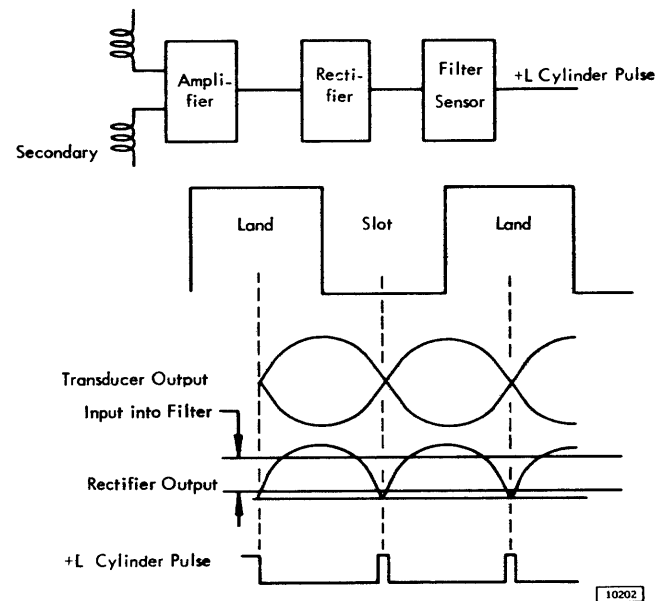 Ampli-
fier
Recti-
fier
Filter
Sensor
+L Cylinder Pulse
Secondary
Land
Slot
Land
Transducer Output
Input into Filter
Rectifier Output
+L Cylinder Pulse
10202